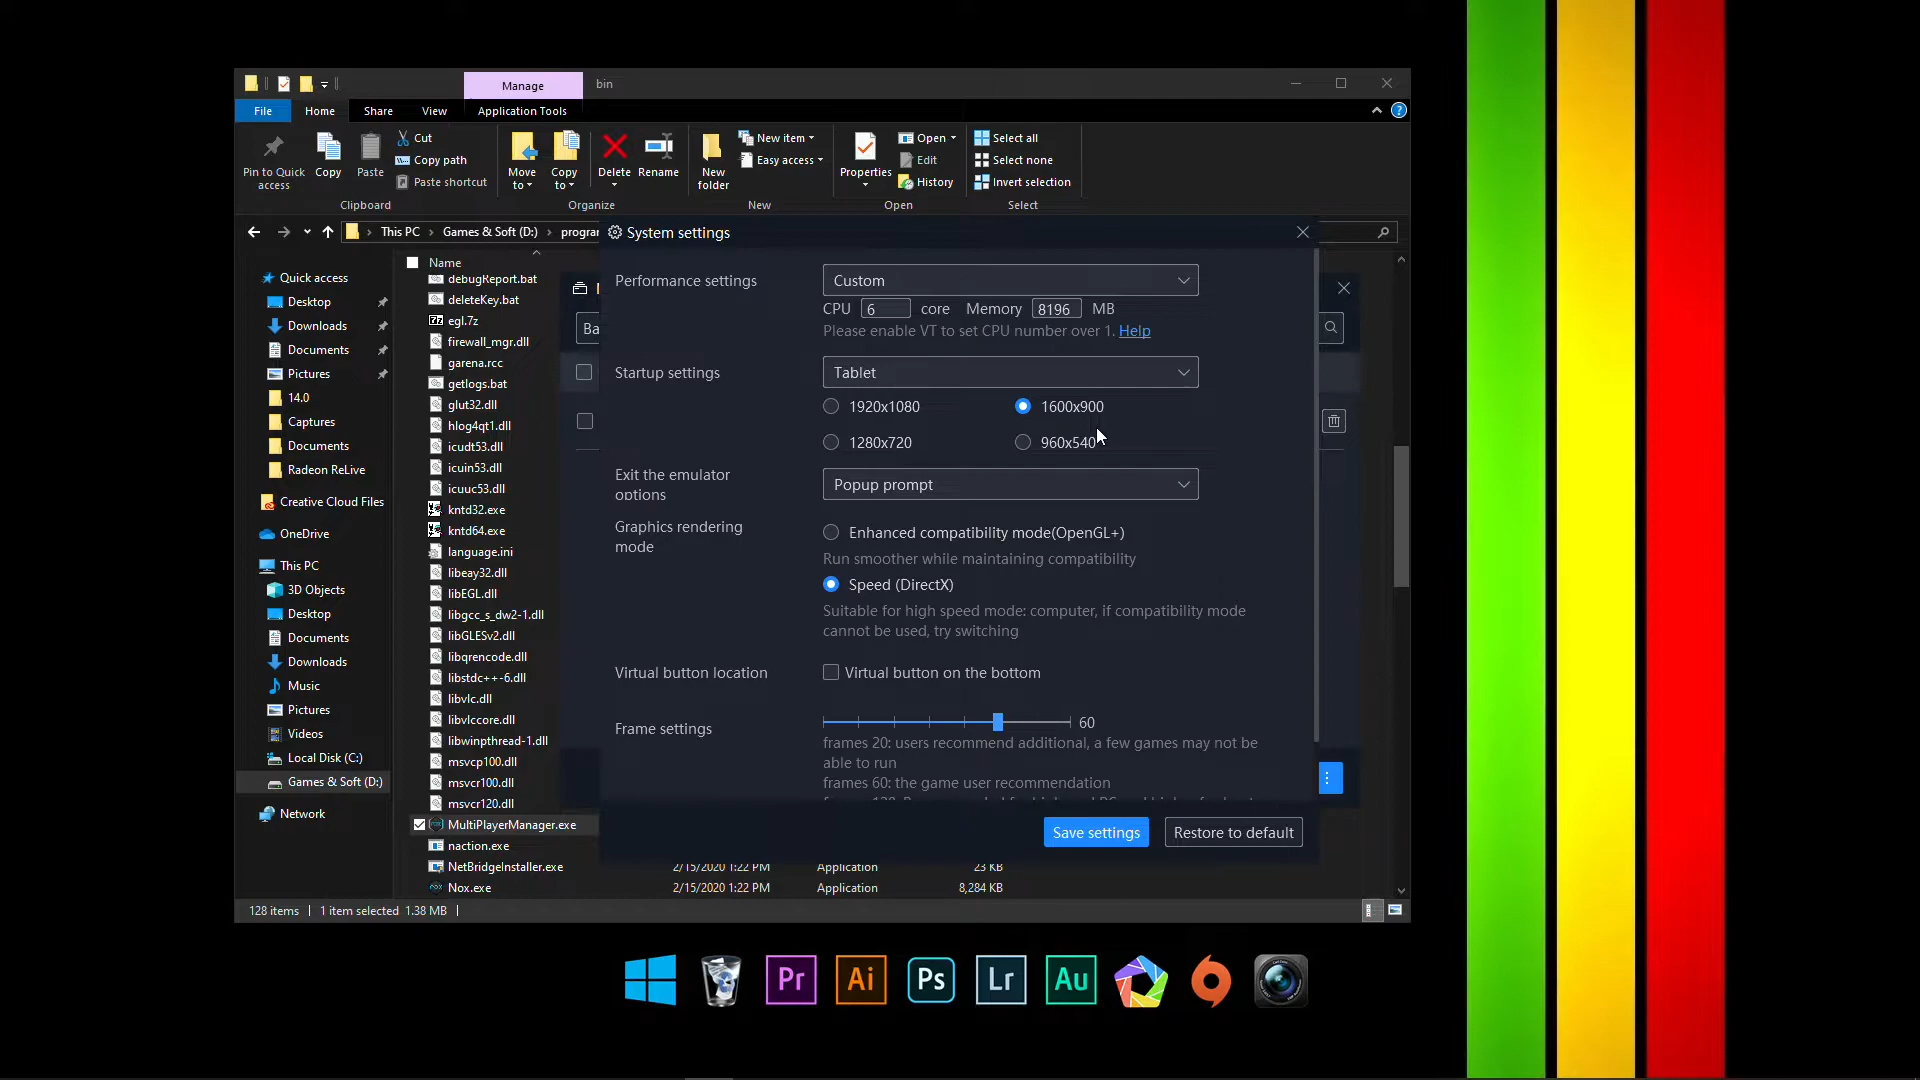 Manage
bin
File
Home
Share
View
Application Tools
Pin to Quick
access
Copy
Paste
Cut
Copy path
Paste shortcut
Clipboard
Move
to
Copy
to
Delete
Rename
Organize
New
folder
New item
Easy access
New
Properties
Open
Edit
History
Open
Select all
Select none
Invert selection
Select
This PC
Games & Soft (D:)
System settings
Name
Quick access
Desktop
Downloads
Documents
Pictures
14.0
Captures
Documents
Radeon ReLive
Creative Cloud Files
OneDrive
This PC
3D Objects
Desktop
Documents
Downloads
Music
Pictures
Videos
Local Disk (C:)
Games & Soft (D:)
Network
debugReport.bat
deleteKey.bat
egl.7z
firewall_mgr.dll
garena.rcc
getlogs.bat
glut32.dll
hlog4qt1.dll
icudt53.dll
icuin53.dll
icuuc53.dll
kntd32.exe
kntd64.exe
language.ini
libeay32.dll
libEGL.dll
libgcc_s_dw2-1.dll
libGLESv2.dll
libqrencode.dll
libstdc++-6.dll
libvlc.dll
libvlccore.dll
libwinpthread-1.dll
msvcp100.dll
msvcr100.dll
msvcr120.dll
MultiPlayerManager.exe
naction.exe
NetBridgeInstaller.exe 2/15/2020 1:22 PM Application 23 KB
Nox.exe 2/15/2020 1:22 PM Application 8,284 KB
Ba
Performance settings
Custom
CPU 6 core Memory 8196 MB
Please enable VT to set CPU number over 1. Help
Startup settings
Tablet
1920x1080
1600x900
1280x720
960x540
Exit the emulator
options
Popup prompt
Graphics rendering
mode
Enhanced compatibility mode(OpenGL+)
Run smoother while maintaining compatibility
Speed (DirectX)
Suitable for high speed mode: computer, if compatibility mode
cannot be used, try switching
Virtual button location
Virtual button on the bottom
Frame settings
60
frames 20: users recommend additional, a few games may not be
able to run
frames 60: the game user recommendation
Save settings
Restore to default
128 items
1 item selected 1.38 MB
Pr
Ai
Ps
Lr
Au